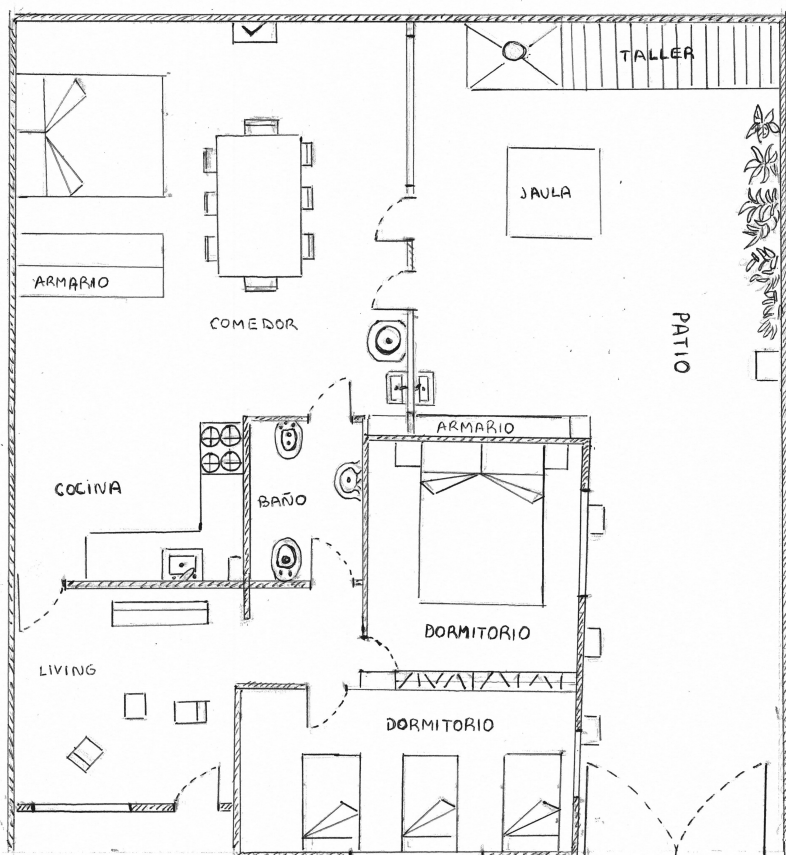 TALLER
JAULA
ARMARIO
COMEDOR
PATIO
ARMARIO
COCINA
BAÑO
DORMITORIO
LIVING
DORMITORIO